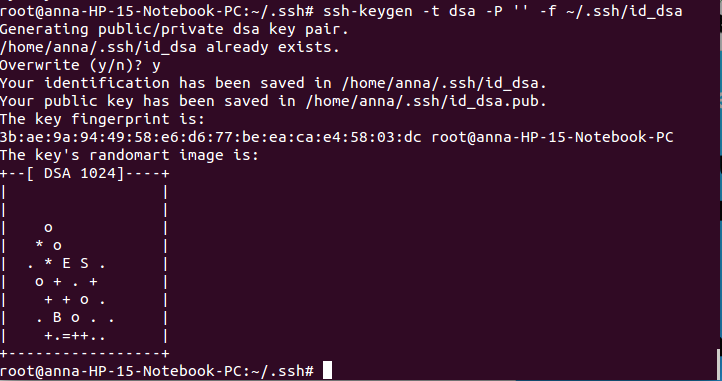 root@anna-HP-15-Notebook-PC:~/.ssh# ssh-keygen -t dsa -P '' -f ~/.ssh/id_dsa
Generating public/private dsa key pair.
/home/anna/.ssh/id_dsa already exists.
Overwrite (y/n)? y
Your identification has been saved in /home/anna/.ssh/id_dsa.
Your public key has been saved in /home/anna/.ssh/id_dsa.pub.
The key fingerprint is:
3b:ae:9a:94:49:58:e6:d6:77:be:ea:ca:e4:58:03:dc root@anna-HP-15-Notebook-PC
The key's randomart image is:
+--[ DSA 1024]----+
|                 |
|                 |
|    o            |
|   * o           |
|  . * E S .      |
|   o + . +       |
|    + + o .      |
|   . B o . .     |
|    +.=++..      |
+-----------------+
root@anna-HP-15-Notebook-PC:~/.ssh#